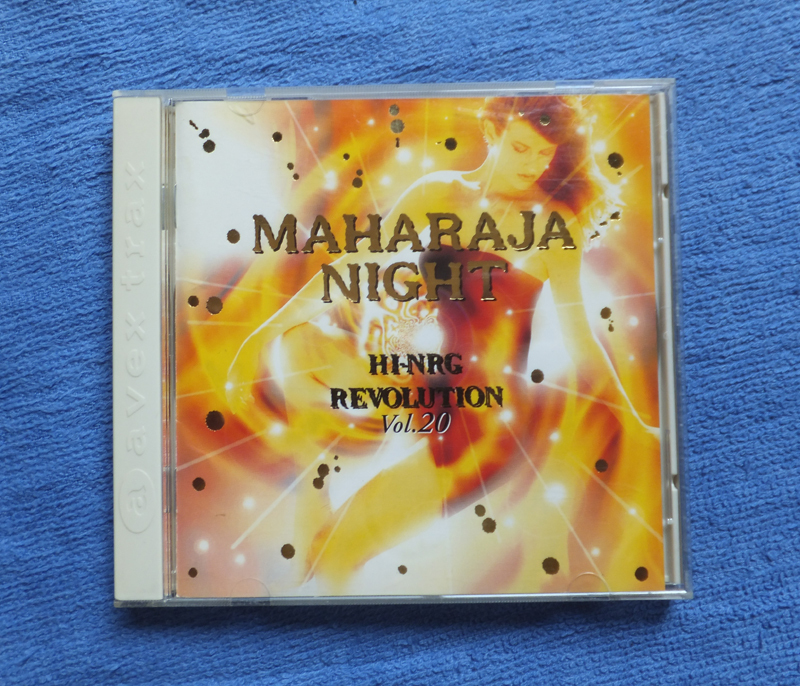 MAHARAJA
NIGHT
HI-NRG
REVOLUTION
Vol.20
a avex trax